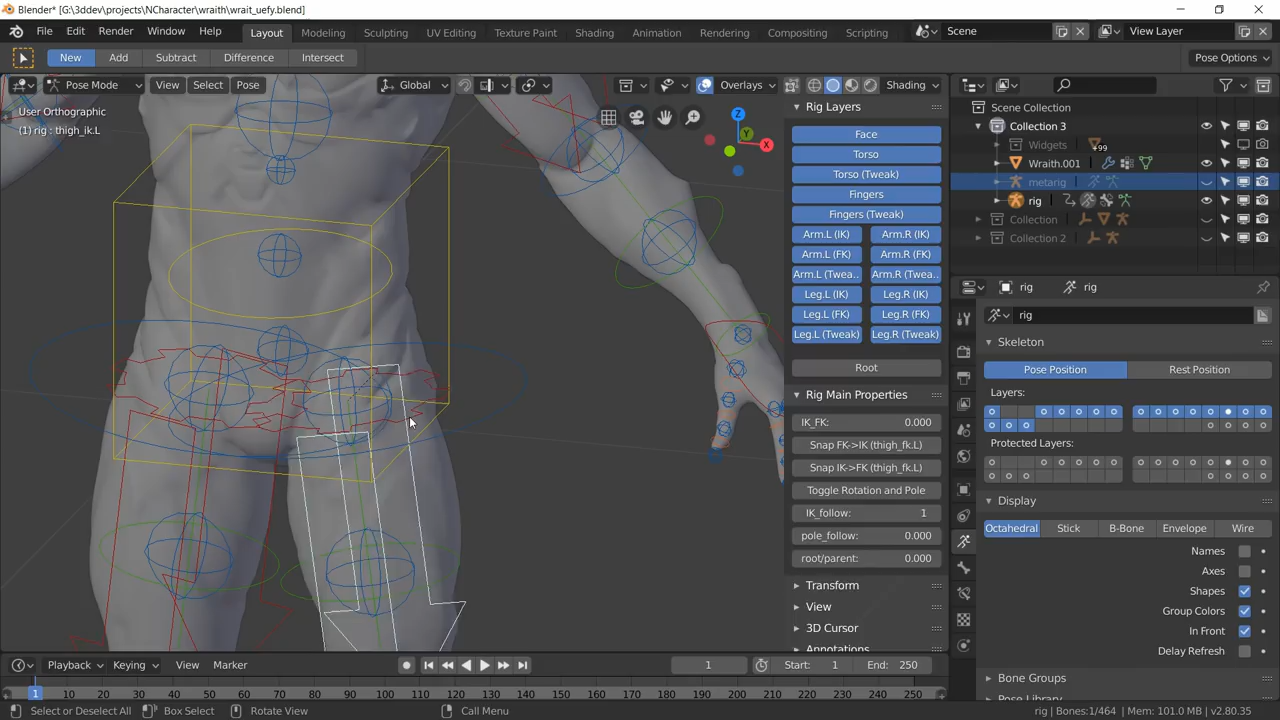 Blender* [G:\3ddev\projects\NCharacter\wraith\wrait_uefy.blend]
File Edit Render Window Help Layout Modeling Sculpting UV Editing Texture Paint Shading Animation Rendering Compositing Scripting Scene View Layer
New Add Subtract Difference Intersect Pose Options
Pose Mode View Select Pose Global Overlays Shading
User Orthographic
(1) rig : thigh_ik.L
Z
Y
X
Rig Layers
Face
Torso
Torso (Tweak)
Fingers
Fingers (Tweak)
Arm.L (IK) Arm.R (IK)
Arm.L (FK) Arm.R (FK)
Arm.L (Twea.. Arm.R (Twea..
Leg.L (IK) Leg.R (IK)
Leg.L (FK) Leg.R (FK)
Leg.L (Tweak) Leg.R (Tweak)
Root
Rig Main Properties
IK_FK: 0.000
Snap FK->IK (thigh_fk.L)
Snap IK->FK (thigh_fk.L)
Toggle Rotation and Pole
IK_follow: 1
pole_follow: 0.000
root/parent: 0.000
Transform
View
3D Cursor
Annotations
Scene Collection
Collection 3
Widgets +99
Wraith.001
metarig
rig
Collection
Collection 2
rig rig
rig
Skeleton
Pose Position Rest Position
Layers:
Protected Layers:
Display
Octahedral Stick B-Bone Envelope Wire
Names
Axes
Shapes
Group Colors
In Front
Delay Refresh
Bone Groups
Pose Library
Playback Keying View Marker 1 Start: 1 End: 250
1 10 20 30 40 50 60 70 80 90 100 110 120 130 140 150 160 170 180 190 200 210 220 230 240 250
Select or Deselect All Box Select Rotate View Call Menu rig | Bones:1/464 | Mem: 101.0 MB | v2.80.35